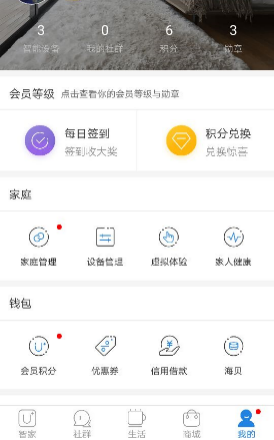 3 0 6 3
智能设备 我的社群 积分 勋章
会员等级 点击查看你的会员等级与勋章
每日签到 积分兑换
签到收大奖 兑换惊喜
家庭
家庭管理 设备管理 虚拟体验 家人健康
钱包
会员积分 优惠券 信用借款 海贝
智家 社群 生活 商城 我的